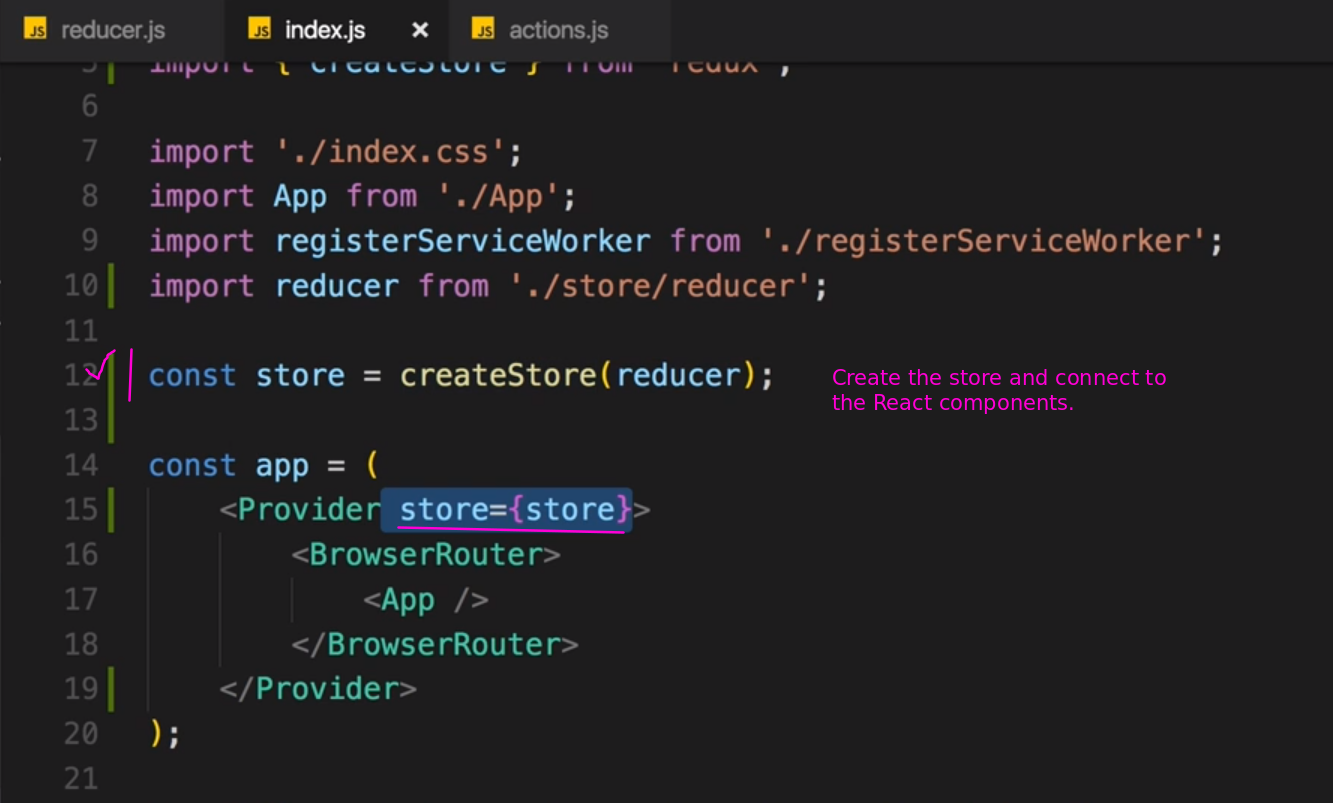 JS reducer.js JS index.js × JS actions.js
5 import { createStore } from 'redux';
6
7 import './index.css';
8 import App from './App';
9 import registerServiceWorker from './registerServiceWorker';
10 import reducer from './store/reducer';
11
12 const store = createStore(reducer);
Create the store and connect to
the React components.
13
14 const app = (
15 <Provider store={store}>
16 <BrowserRouter>
17 <App />
18 </BrowserRouter>
19 </Provider>
20 );
21